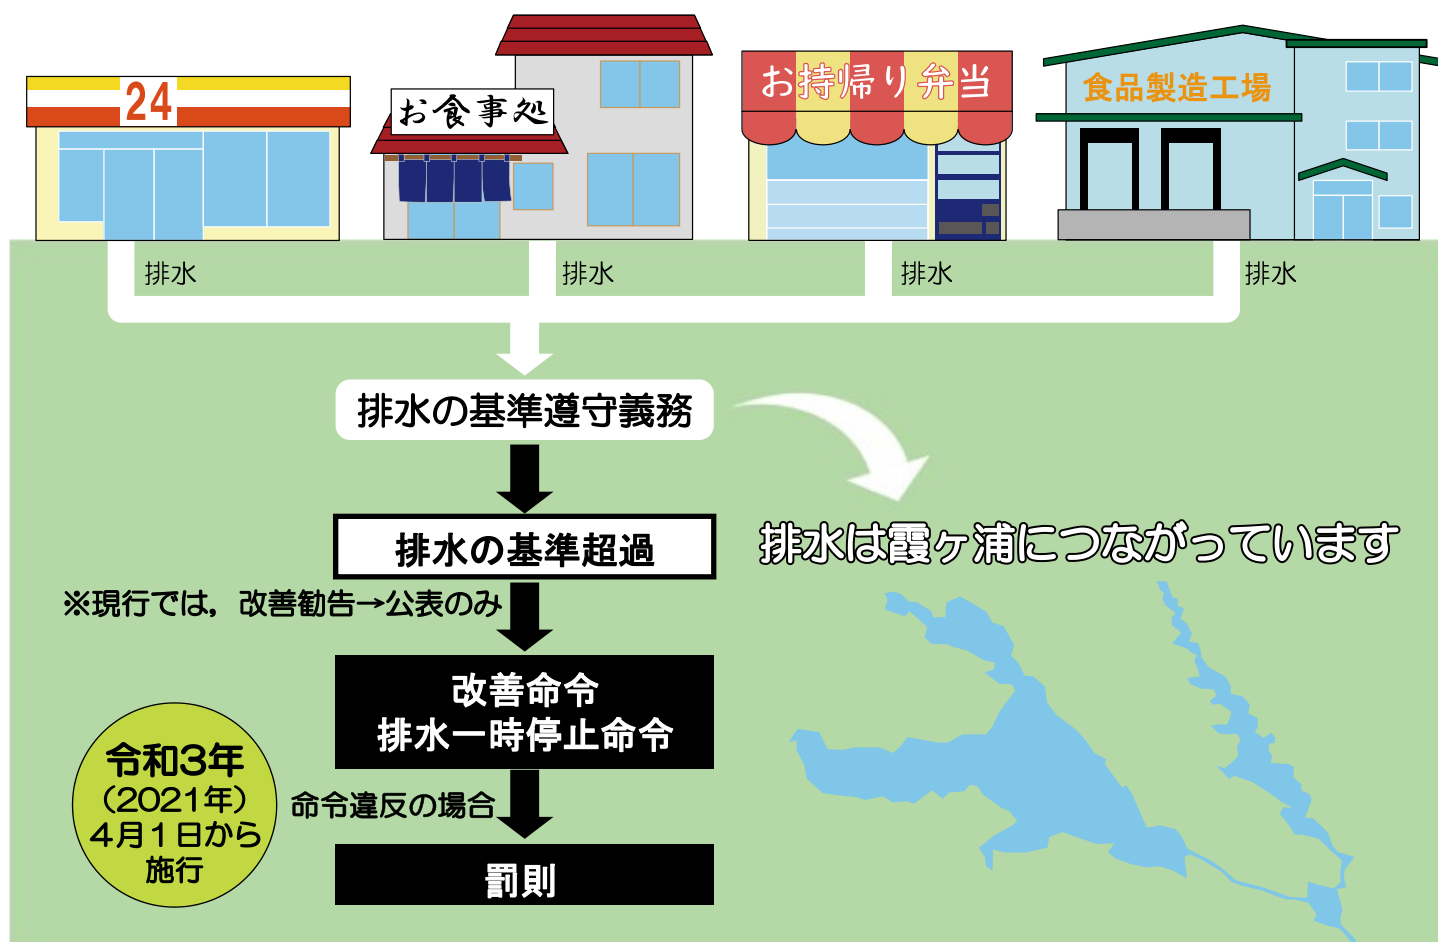 24
お食事処
お持帰り弁当
食品製造工場
排水
排水
排水
排水
排水の基準遵守義務
排水の基準超過
排水は霞ヶ浦につながっています
※現行では，改善勧告→公表のみ
改善命令
排水一時停止命令
令和3年
（2021年）
４月１日から
施行
命令違反の場合
罰則